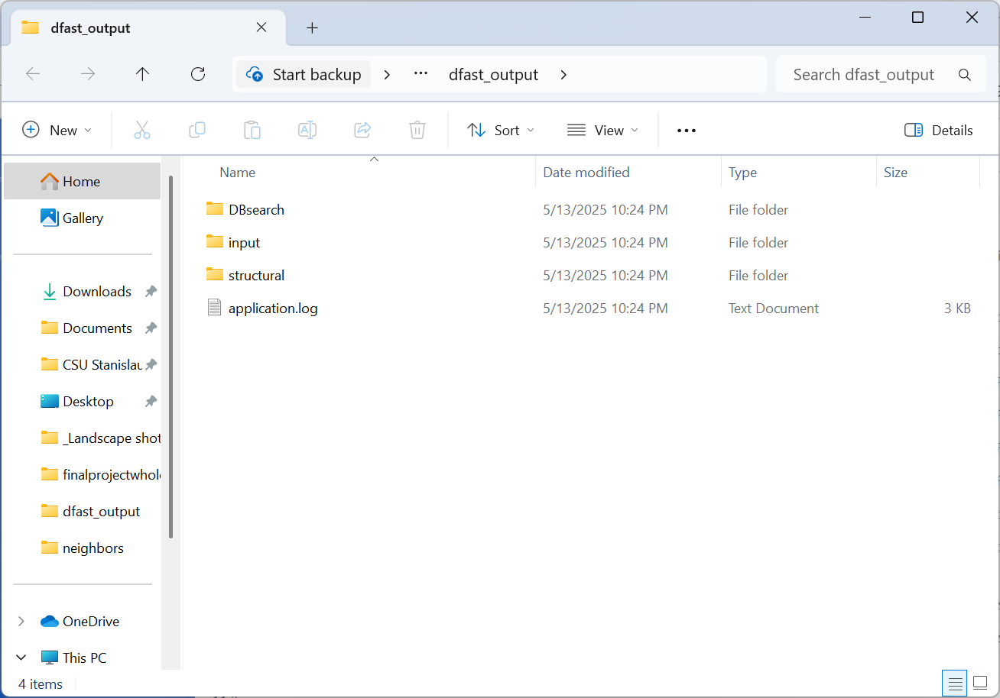 dfast_output
Start backup
dfast_output
Search dfast_output
New
Sort
View
Details
Name Date modified Type Size
Home
Gallery
Downloads
Documents
CSU Stanislau
Desktop
_Landscape shot
finalprojectwhole
dfast_output
neighbors
OneDrive
This PC
DBsearch 5/13/2025 10:24 PM File folder
input 5/13/2025 10:24 PM File folder
structural 5/13/2025 10:24 PM File folder
application.log 5/13/2025 10:24 PM Text Document 3 KB
4 items